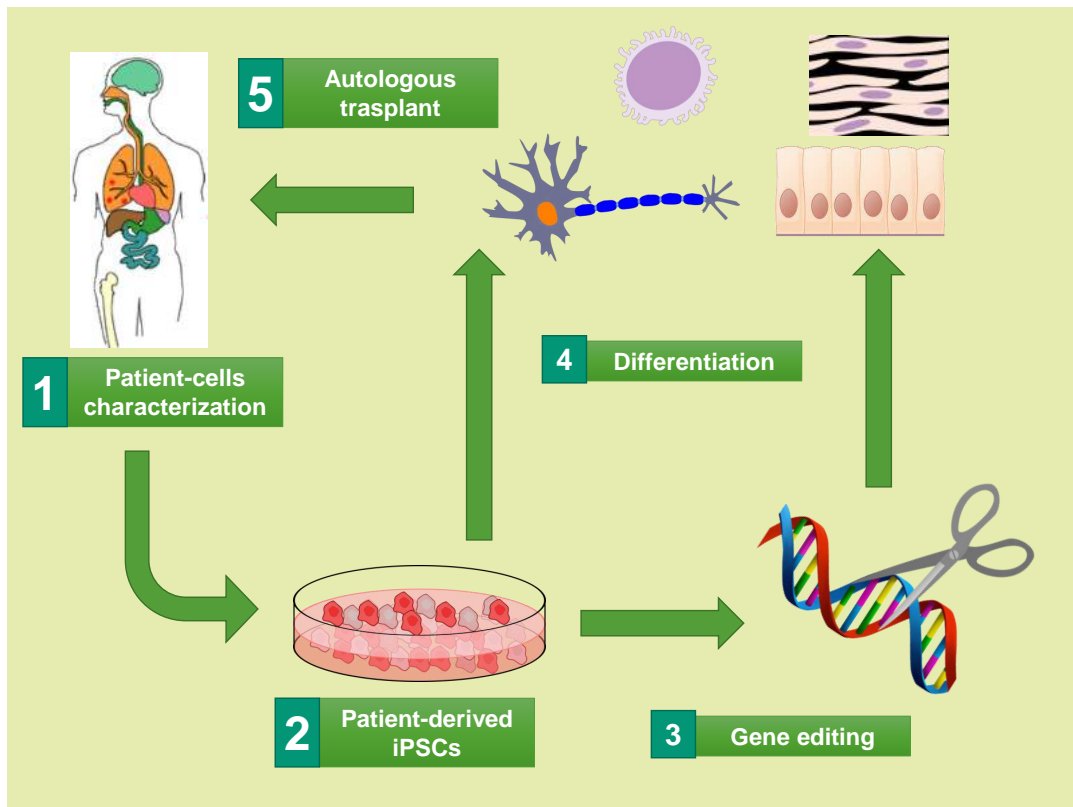 5
Autologous
trasplant
1
Patient-cells
characterization
4
Differentiation
2
Patient-derived
iPSCs
3
Gene editing